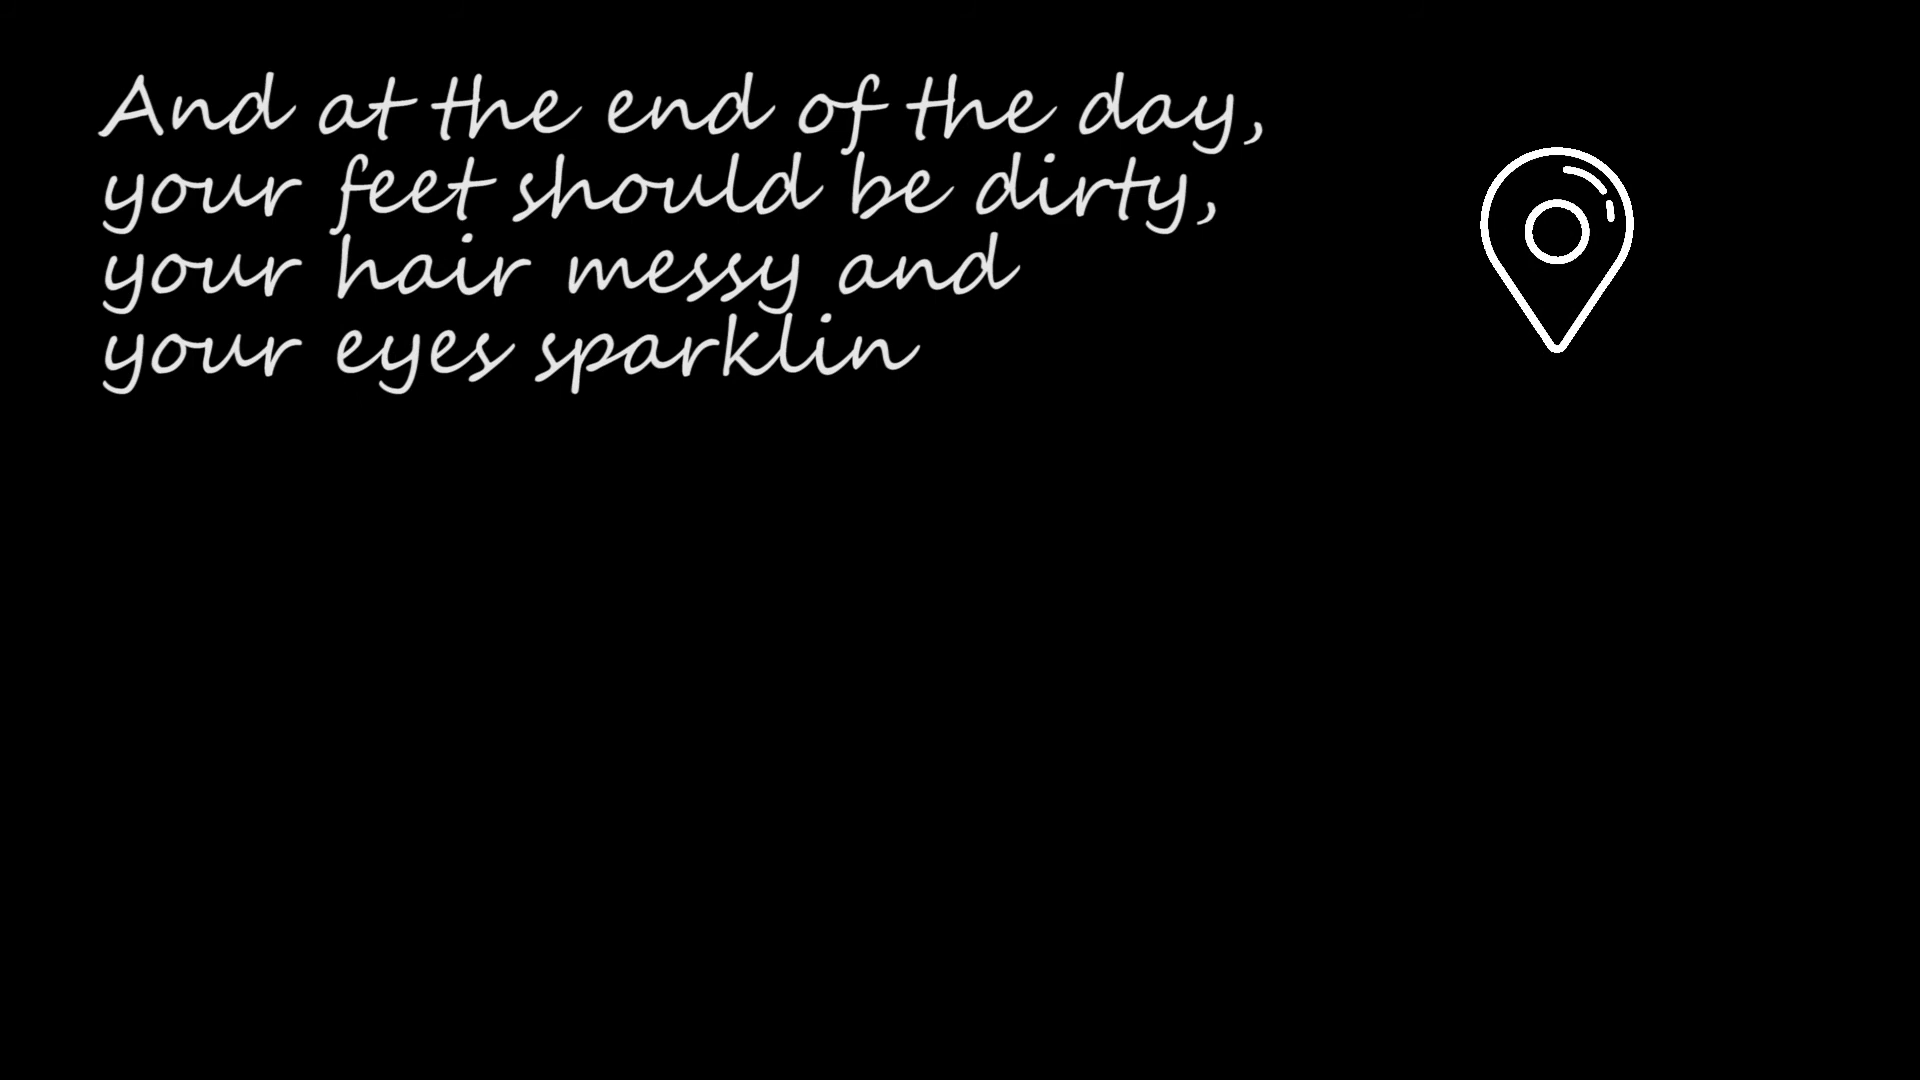 And at the end of the day,
your feet should be dirty,
your hair messy and
your eyes sparklin